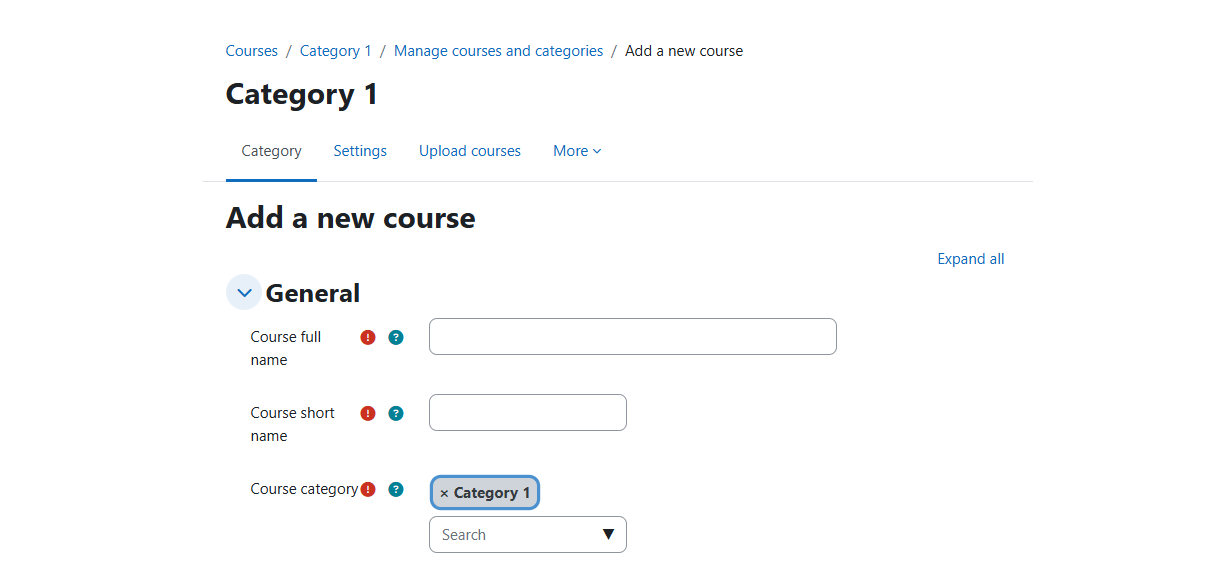 Courses / Category 1 / Manage courses and categories / Add a new course
Category 1
Category Settings Upload courses More
Add a new course
Expand all
General
Course full
name
Course short
name
Course category
× Category 1
Search